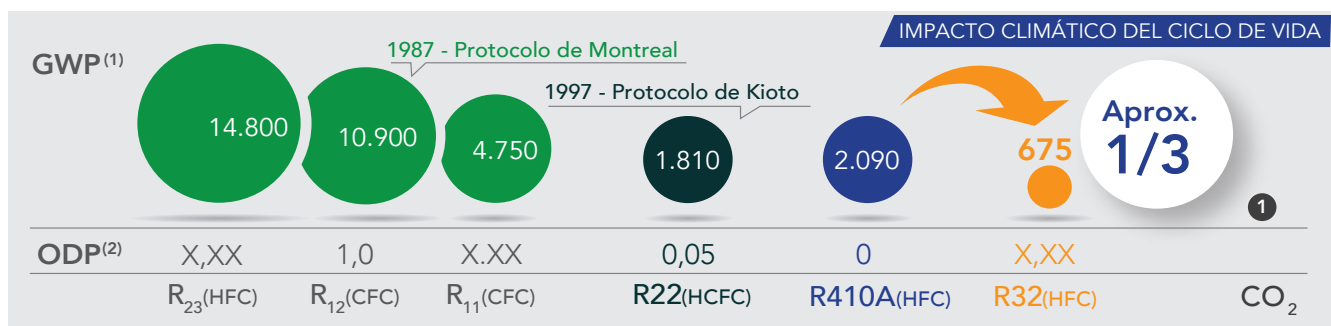 IMPACTO CLIMÁTICO DEL CICLO DE VIDA
GWP(1)
1987 - Protocolo de Montreal
1997 - Protocolo de Kioto
14.800 10.900 4.750 1.810 2.090 675
Aprox.
1/3
1
ODP(2) X,XX 1,0 X.XX 0,05 0 X,XX
R23(HFC) R12(CFC) R11(CFC) R22(HCFC) R410A(HFC) R32(HFC) CO2